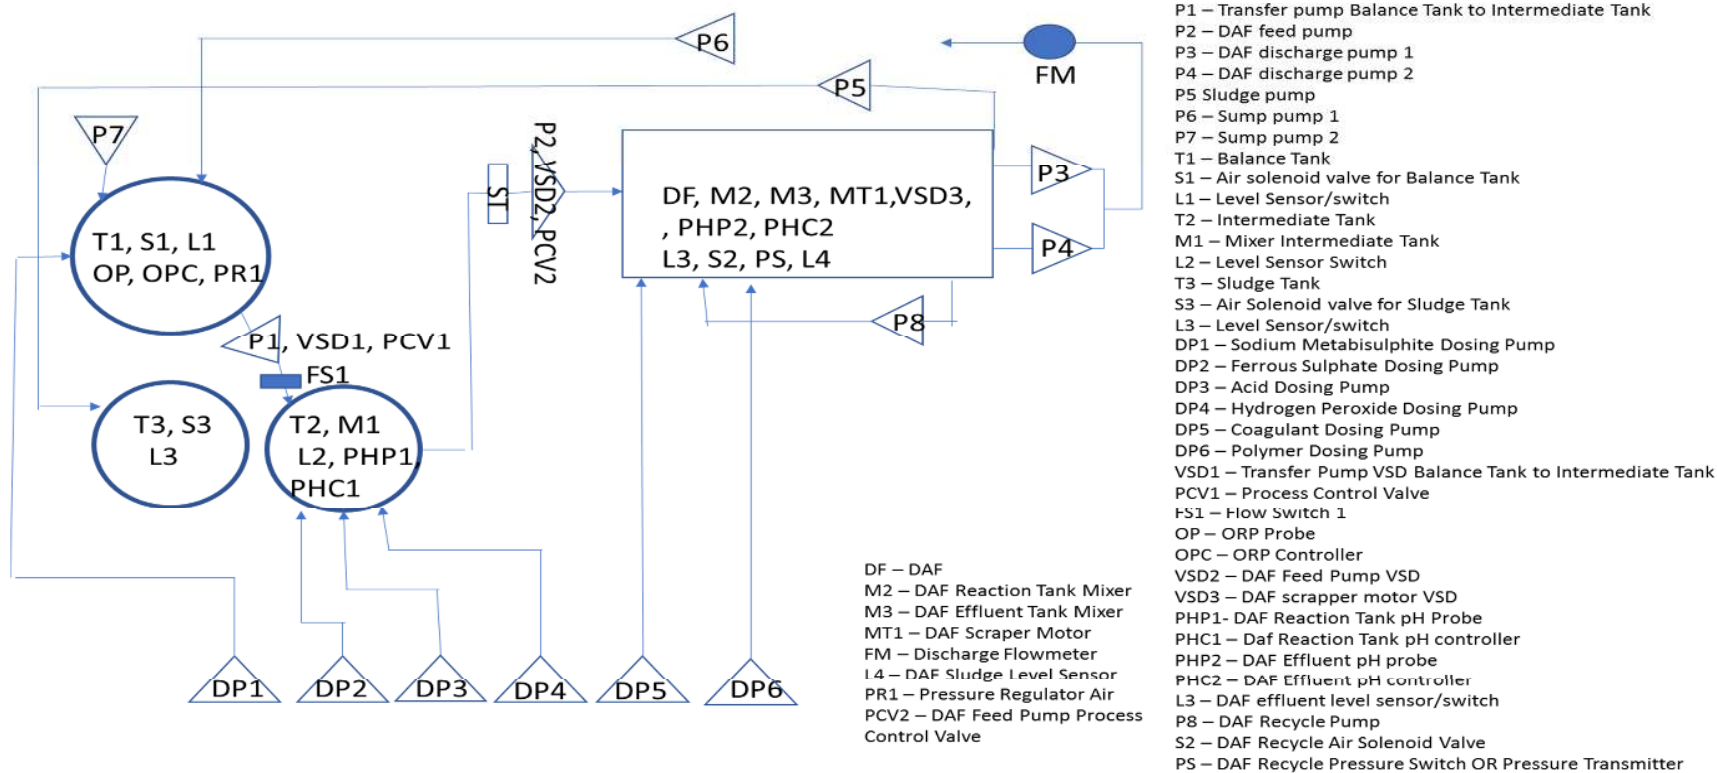 P6
FM
P5
P7
P2, VSD2, PCV2
ST
P3
P4
DF, M2, M3, MT1,VSD3,
, PHP2, PHC2
L3, S2, PS, L4
T1, S1, L1
OP, OPC, PR1
P8
P1, VSD1, PCV1
FS1
T3, S3
L3
T2, M1
L2, PHP1,
PHC1
DP1
DP2
DP3
DP4
DP5
DP6
DF – DAF
M2 – DAF Reaction Tank Mixer
M3 – DAF Effluent Tank Mixer
MT1 – DAF Scraper Motor
FM – Discharge Flowmeter
L4 – DAF Sludge Level Sensor
PR1 – Pressure Regulator Air
PCV2 – DAF Feed Pump Process
Control Valve
P1 – Transfer pump Balance Tank to Intermediate Tank
P2 – DAF feed pump
P3 – DAF discharge pump 1
P4 – DAF discharge pump 2
P5 Sludge pump
P6 – Sump pump 1
P7 – Sump pump 2
T1 – Balance Tank
S1 – Air solenoid valve for Balance Tank
L1 – Level Sensor/switch
T2 – Intermediate Tank
M1 – Mixer Intermediate Tank
L2 – Level Sensor Switch
T3 – Sludge Tank
S3 – Air Solenoid valve for Sludge Tank
L3 – Level Sensor/switch
DP1 – Sodium Metabisulphite Dosing Pump
DP2 – Ferrous Sulphate Dosing Pump
DP3 – Acid Dosing Pump
DP4 – Hydrogen Peroxide Dosing Pump
DP5 – Coagulant Dosing Pump
DP6 – Polymer Dosing Pump
VSD1 – Transfer Pump VSD Balance Tank to Intermediate Tank
PCV1 – Process Control Valve
FS1 – Flow Switch 1
OP – ORP Probe
OPC – ORP Controller
VSD2 – DAF Feed Pump VSD
VSD3 – DAF scrapper motor VSD
PHP1- DAF Reaction Tank pH Probe
PHC1 – Daf Reaction Tank pH controller
PHP2 – DAF Effluent pH probe
PHC2 – DAF Effluent pH controller
L3 – DAF effluent level sensor/switch
P8 – DAF Recycle Pump
S2 – DAF Recycle Air Solenoid Valve
PS – DAF Recycle Pressure Switch OR Pressure Transmitter